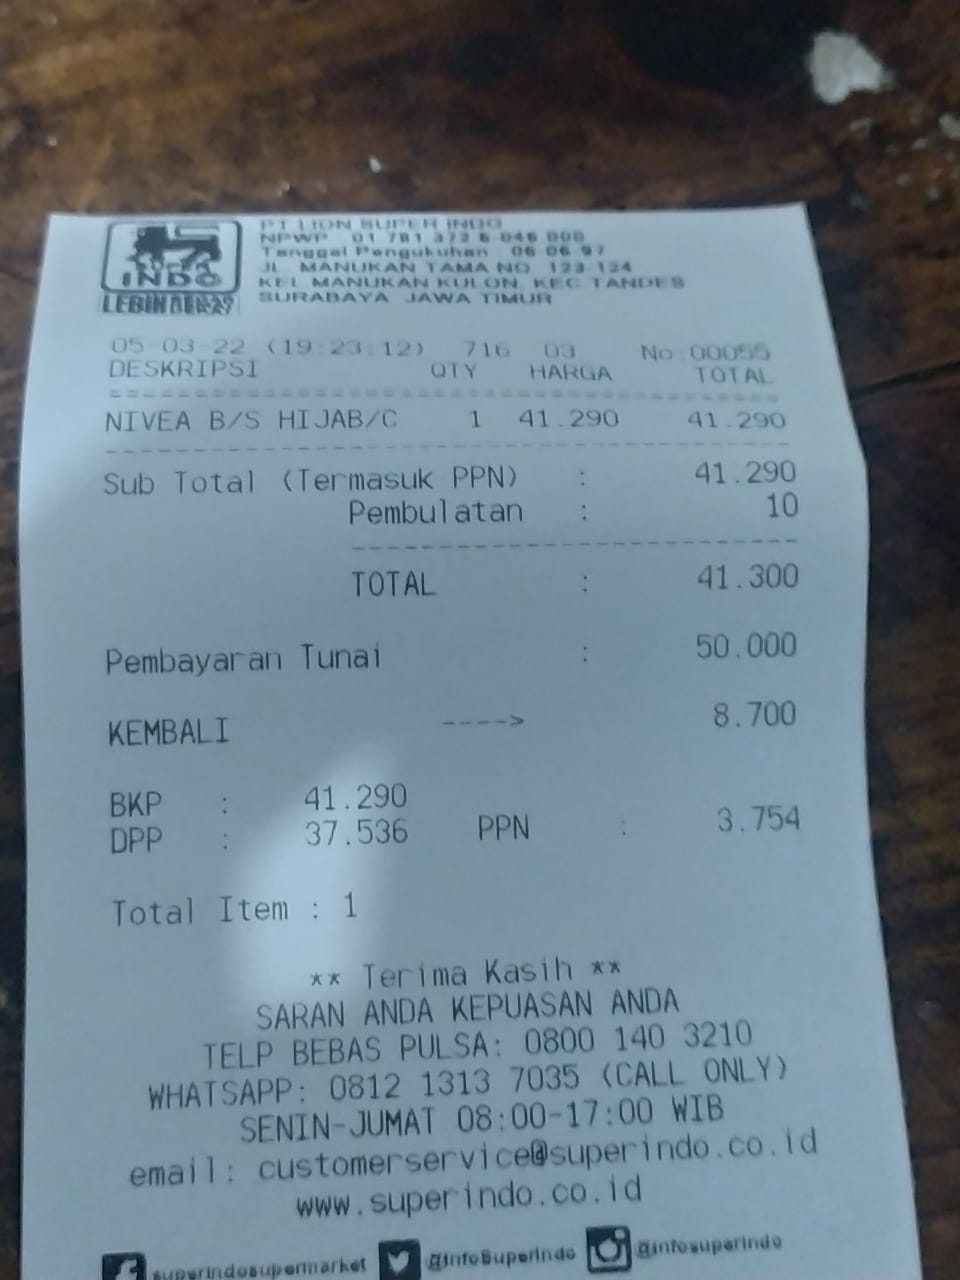 SUPER
INDO
PT LION SUPER INDO
NPWP 01 781 372 6 046 000
Tanggal Pengukuhan 06 06 97
JL MANUKAN TAMA NO 123-124
KEL MANUKAN KULON, KEC TANDES
SURABAYA JAWA TIMUR
05-03-22 (19:23:12) 716 03 No:00055
DESKRIPSI QTY HARGA TOTAL
NIVEA B/S HIJAB/C 1 41.290 41.290
Sub Total (Termasuk PPN) : 41.290
Pembulatan : 10
TOTAL : 41.300
Pembayaran Tunai : 50.000
KEMBALI ----> 8.700
BKP : 41.290
DPP : 37.536 PPN : 3.754
Total Item : 1
** Terima Kasih **
SARAN ANDA KEPUASAN ANDA
TELP BEBAS PULSA: 0800 140 3210
WHATSAPP: 0812 1313 7035 (CALL ONLY)
SENIN-JUMAT 08:00-17:00 WIB
email: customerservice@superindo.co.id
www.superindo.co.id
superindosupermarket @infoSuperindo @infosuperindo